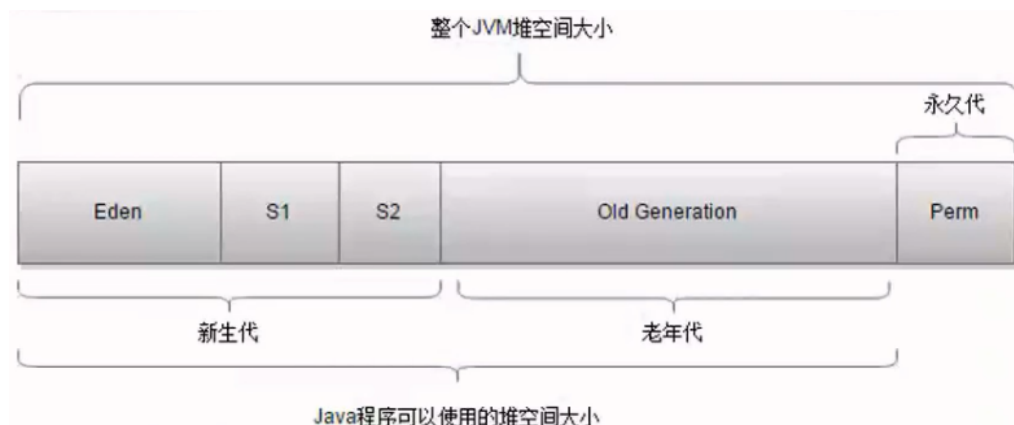 整个JVM堆空间大小
永久代
Eden
S1
S2
Old Generation
Perm
新生代
老年代
Java程序可以使用的堆空间大小